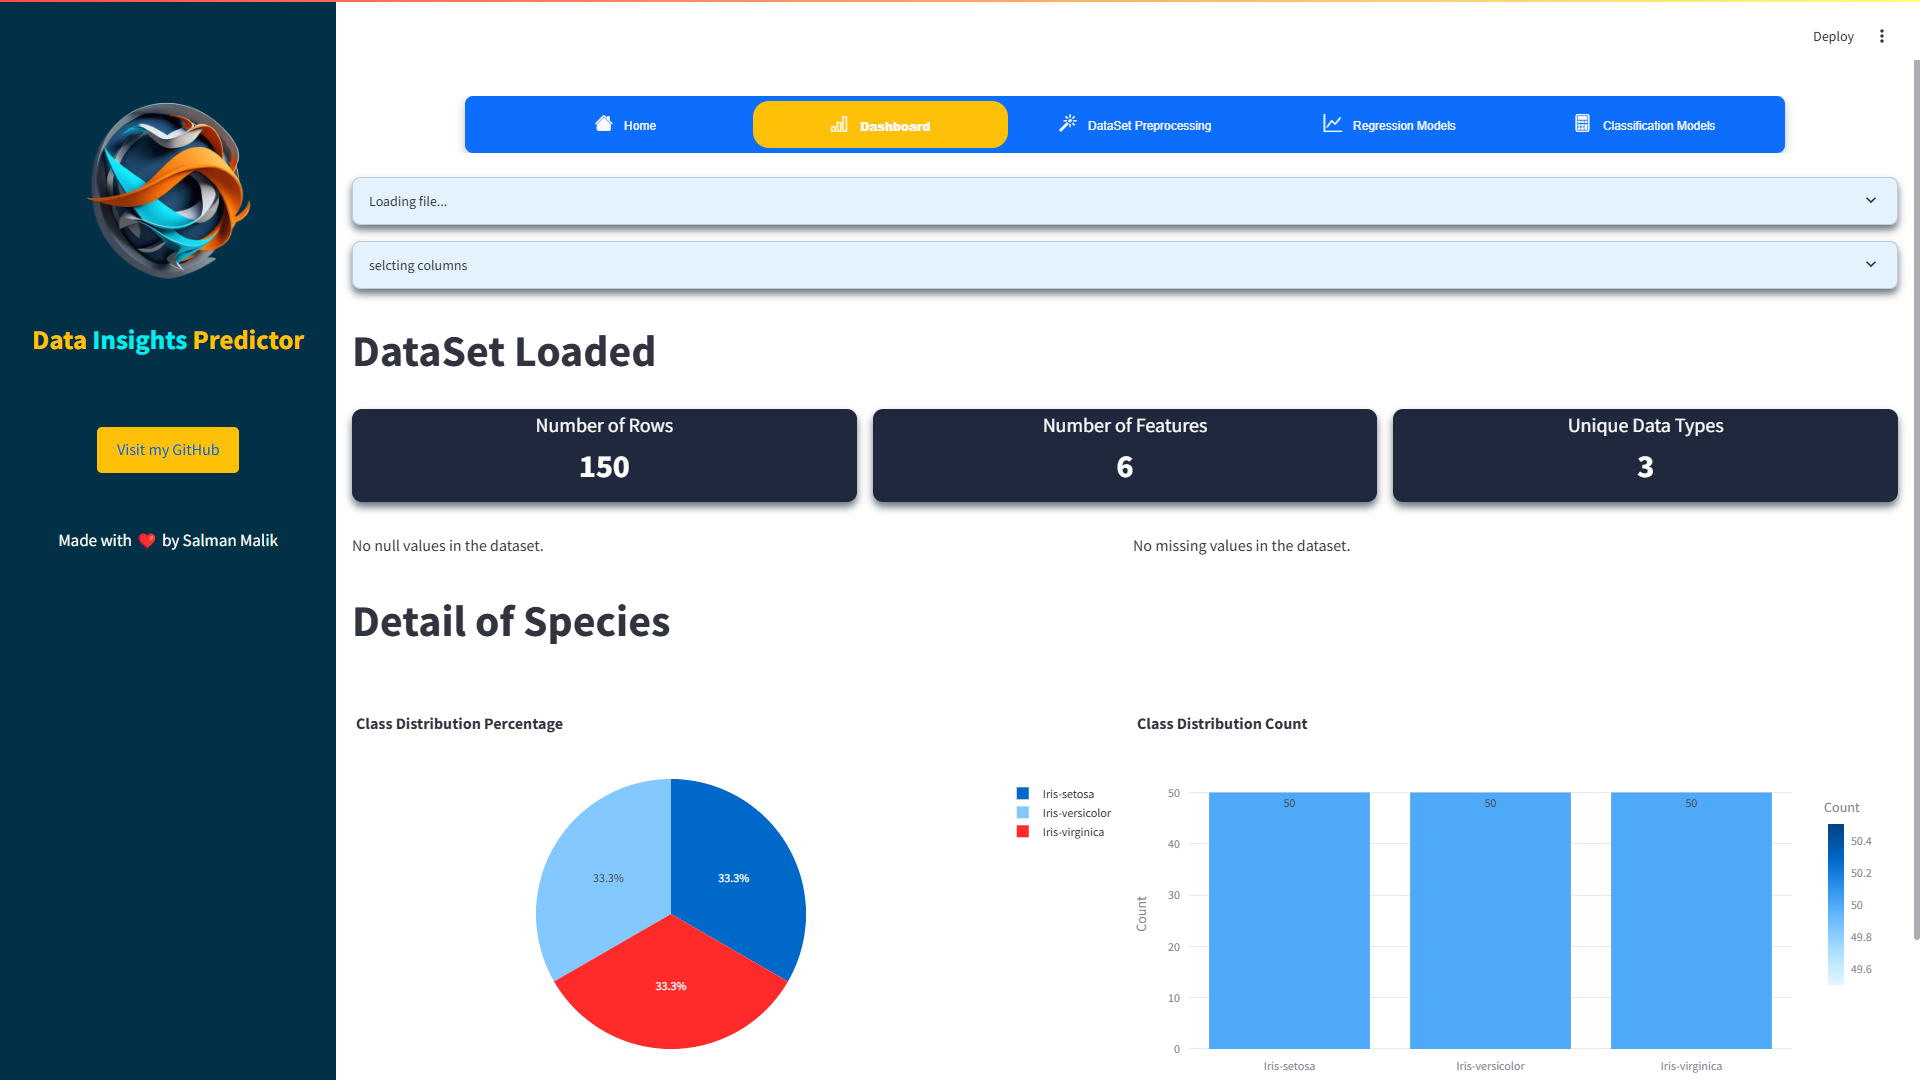 Deploy
Home
Dashboard
DataSet Preprocessing
Regression Models
Classification Models
Loading file...
selcting columns
Data Insights Predictor
Visit my GitHub
Made with ❤️ by Salman Malik
DataSet Loaded
Number of Rows
150
Number of Features
6
Unique Data Types
3
No null values in the dataset.
No missing values in the dataset.
Detail of Species
Class Distribution Percentage
33.3%
33.3%
33.3%
Iris-setosa
Iris-versicolor
Iris-virginica
Class Distribution Count
Count
50
40
30
20
10
0
50
50
50
Iris-setosa
Iris-versicolor
Iris-virginica
Count
50.4
50.2
50
49.8
49.6